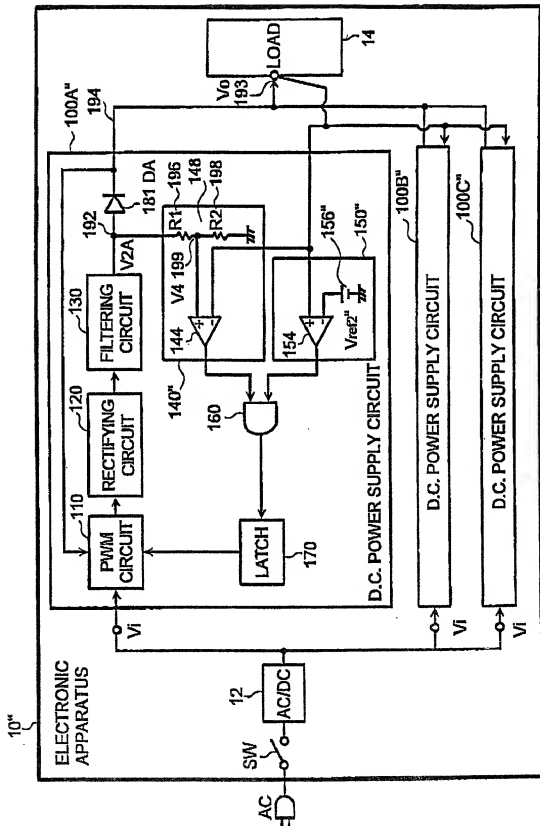 10"
ELECTRONIC
APPARATUS
AC
SW
12
AC/DC
Vi
110
PWM
CIRCUIT
120
RECTIFYING
CIRCUIT
130
FILTERING
CIRCUIT
192
V2A
181 DA
194
100A"
R1
196
148
R2
198
V4
199
144
+
-
140"
154
+
-
Vref2"
156"
150"
160
LATCH
170
D.C. POWER SUPPLY CIRCUIT
Vo
193
LOAD
14
Vi
D.C. POWER SUPPLY CIRCUIT
100B"
Vi
D.C. POWER SUPPLY CIRCUIT
100C"